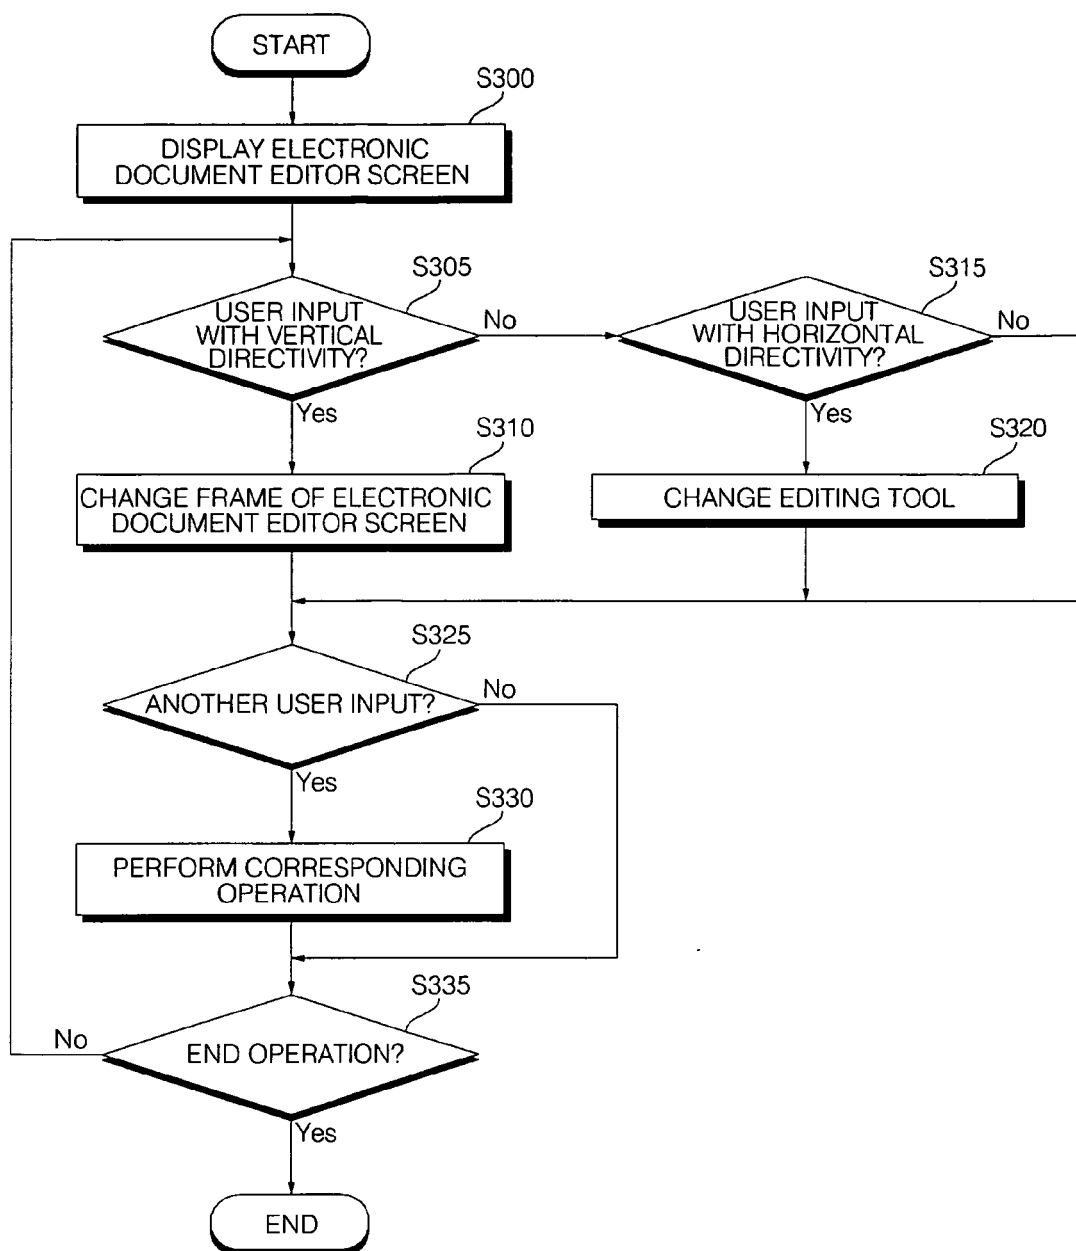 START
S300
DISPLAY ELECTRONIC
DOCUMENT EDITOR SCREEN
S305
USER INPUT
WITH VERTICAL
DIRECTIVITY?
No
Yes
S315
USER INPUT
WITH HORIZONTAL
DIRECTIVITY?
No
Yes
S310
CHANGE FRAME OF ELECTRONIC
DOCUMENT EDITOR SCREEN
S320
CHANGE EDITING TOOL
S325
ANOTHER USER INPUT?
No
Yes
S330
PERFORM CORRESPONDING
OPERATION
S335
END OPERATION?
No
Yes
END